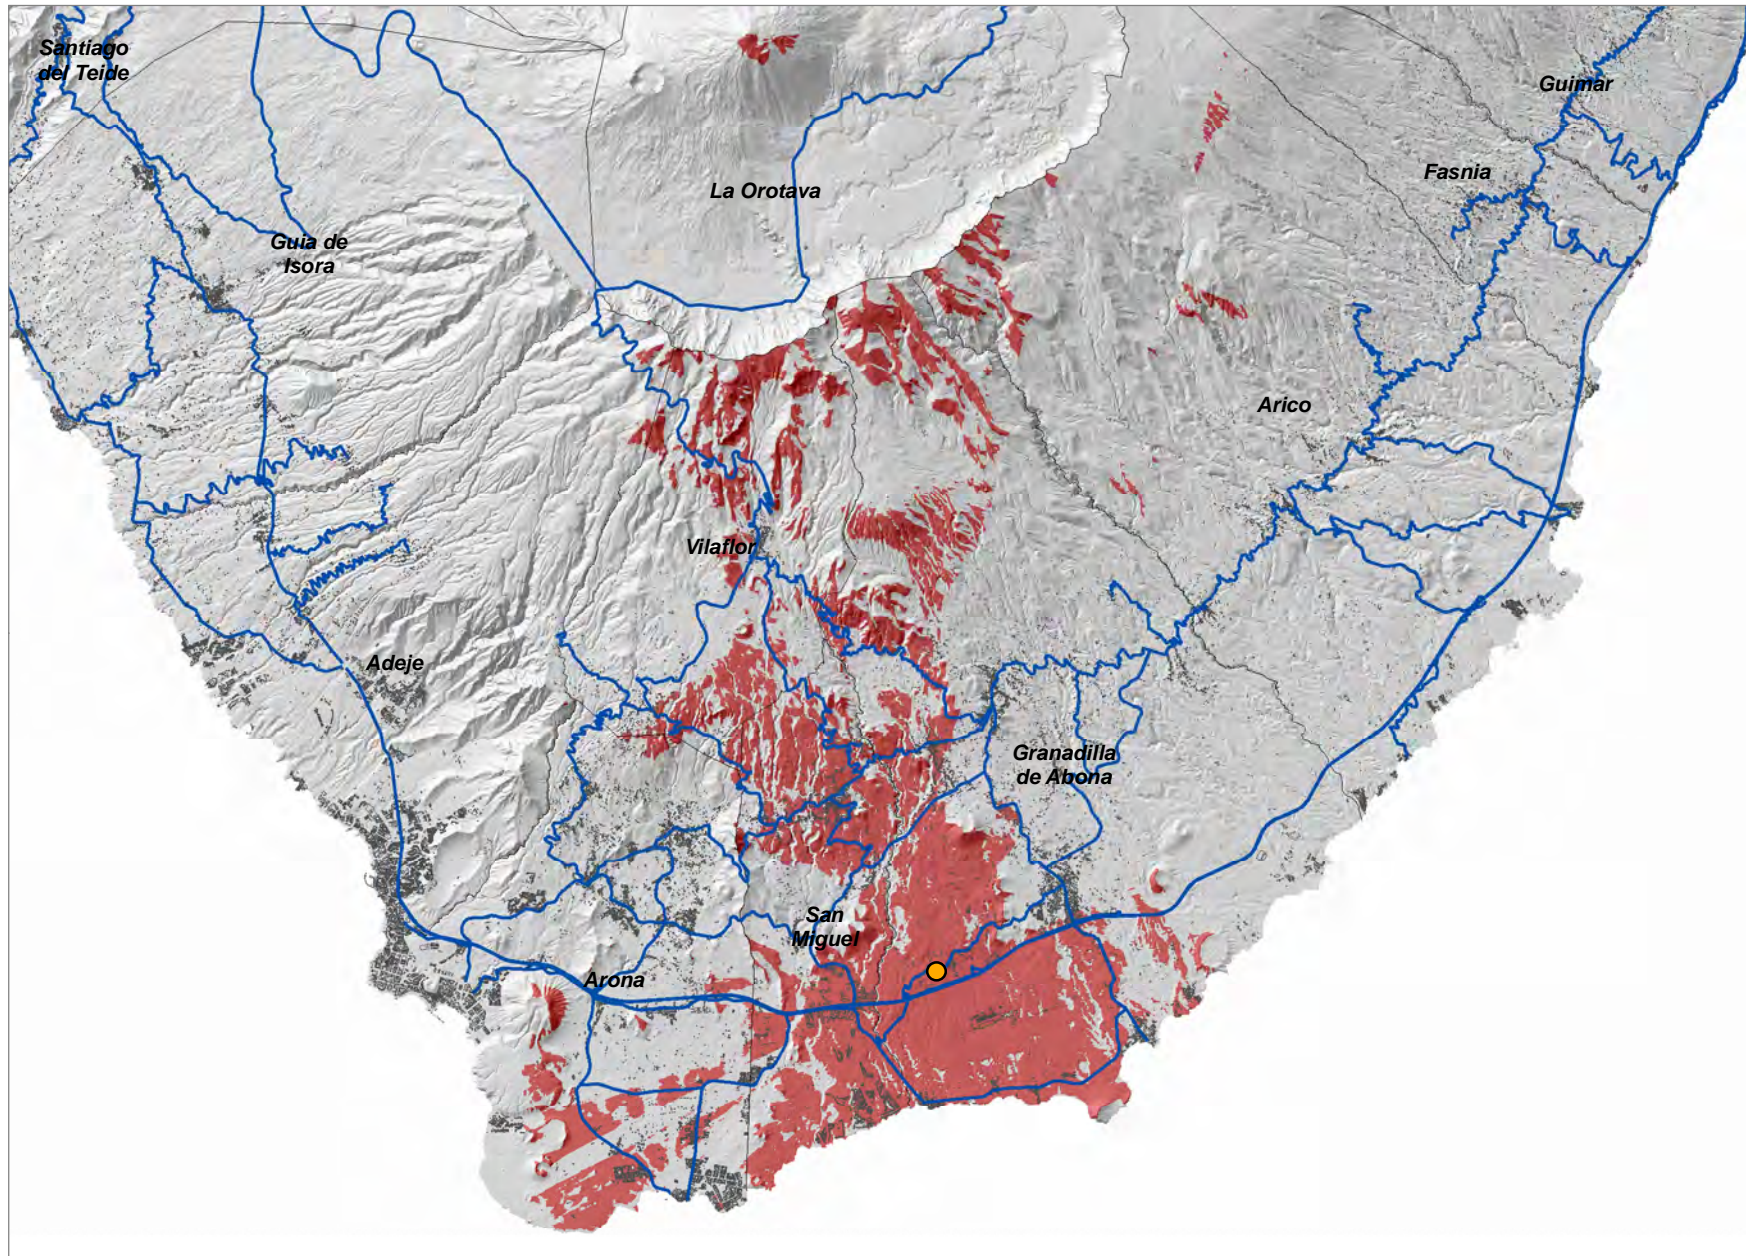 Santiago
del Teide
Guimar
Fasnia
La Orotava
Guia de
Isora
Arico
Vilaflor
Adeje
Granadilla
de Abona
San
Miguel
Arona